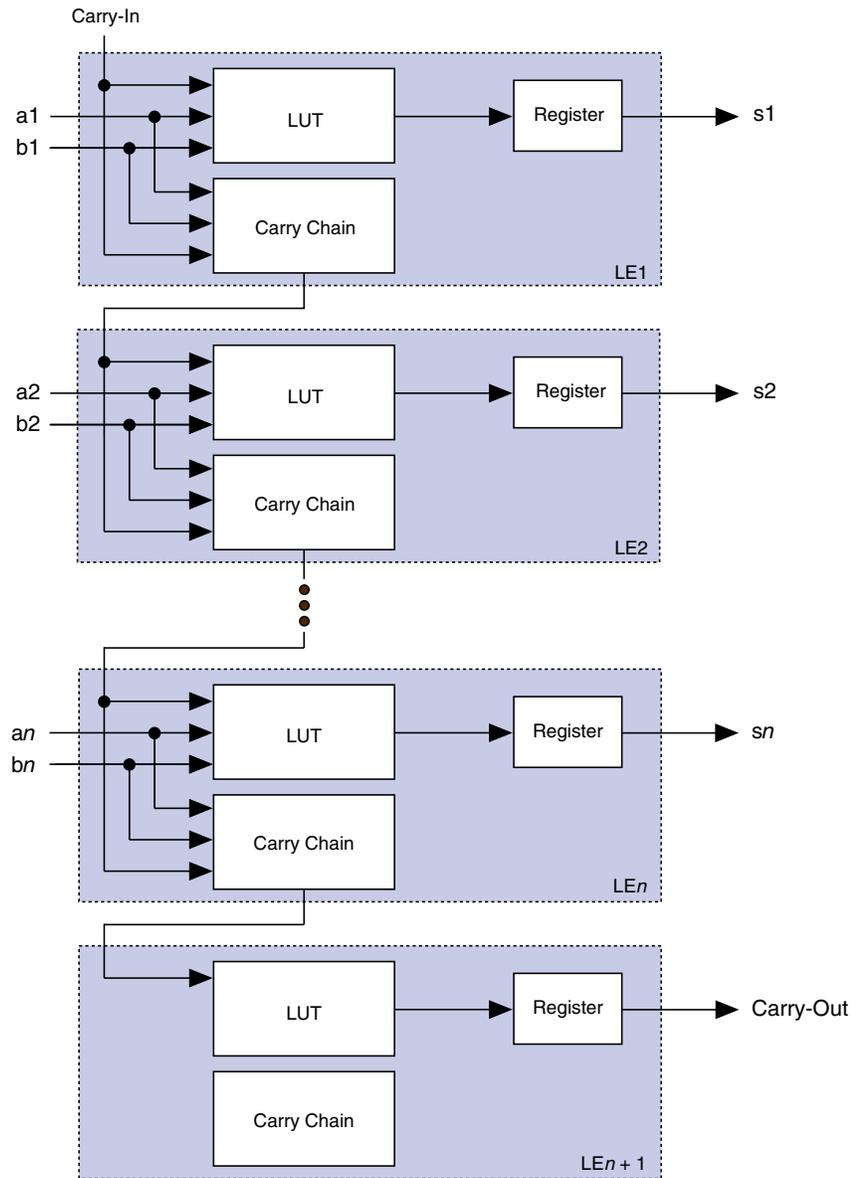 Carry-In
a1
b1
LUT
Register
s1
Carry Chain
LE1
a2
b2
LUT
Register
s2
Carry Chain
LE2
an
bn
LUT
Register
sn
Carry Chain
LEn
LUT
Register
Carry-Out
Carry Chain
LEn + 1